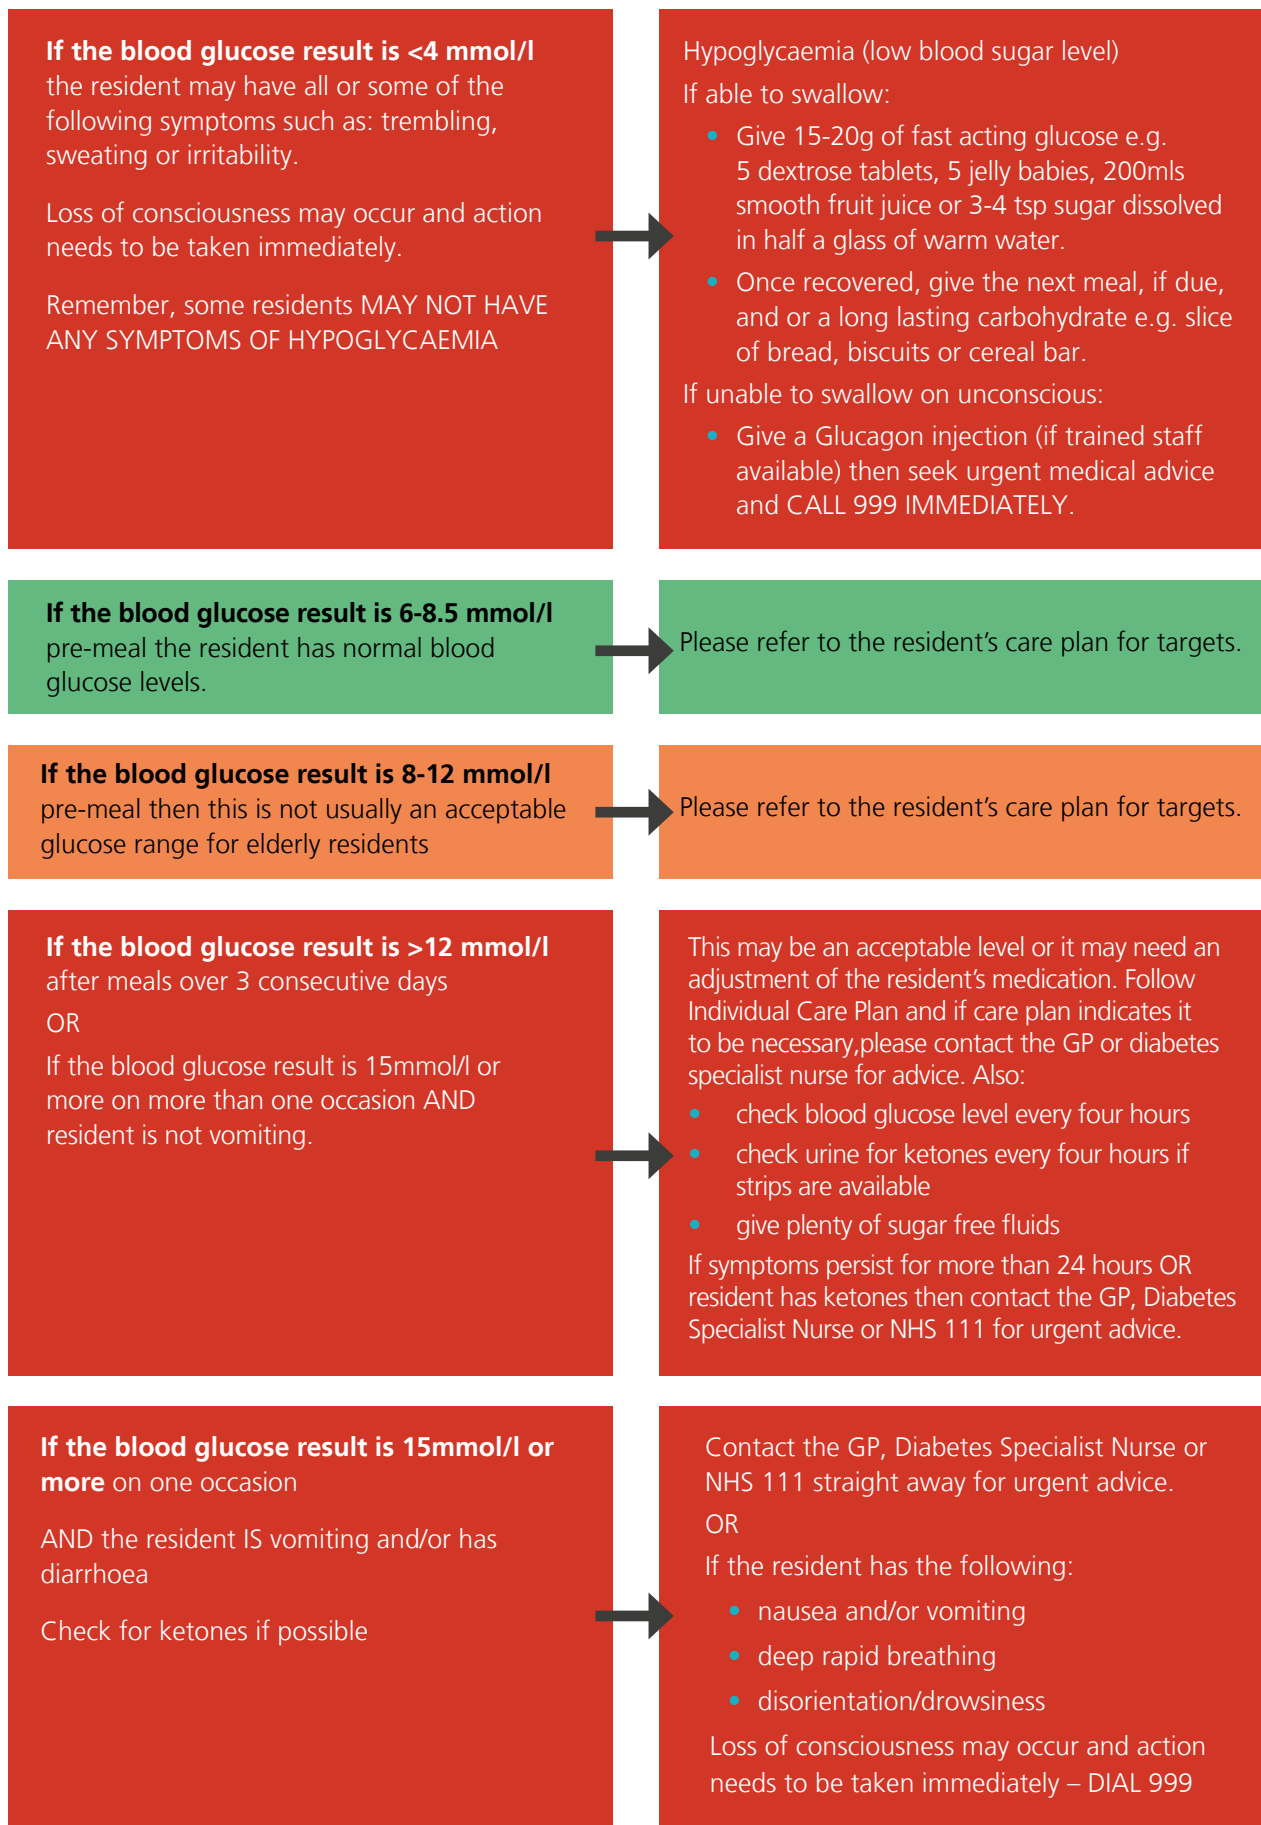 If the blood glucose result is <4 mmol/l
the resident may have all or some of the
following symptoms such as: trembling,
sweating or irritability.
Loss of consciousness may occur and action
needs to be taken immediately.
Remember, some residents MAY NOT HAVE
ANY SYMPTOMS OF HYPOGLYCAEMIA
Hypoglycaemia (low blood sugar level)
If able to swallow:
• Give 15-20g of fast acting glucose e.g.
5 dextrose tablets, 5 jelly babies, 200mls
smooth fruit juice or 3-4 tsp sugar dissolved
in half a glass of warm water.
• Once recovered, give the next meal, if due,
and or a long lasting carbohydrate e.g. slice
of bread, biscuits or cereal bar.
If unable to swallow on unconscious:
• Give a Glucagon injection (if trained staff
available) then seek urgent medical advice
and CALL 999 IMMEDIATELY.
If the blood glucose result is 6-8.5 mmol/l
pre-meal the resident has normal blood
glucose levels.
Please refer to the resident's care plan for targets.
If the blood glucose result is 8-12 mmol/l
pre-meal then this is not usually an acceptable
glucose range for elderly residents
Please refer to the resident's care plan for targets.
If the blood glucose result is >12 mmol/l
after meals over 3 consecutive days
OR
If the blood glucose result is 15mmol/l or
more on more than one occasion AND
resident is not vomiting.
This may be an acceptable level or it may need an
adjustment of the resident's medication. Follow
Individual Care Plan and if care plan indicates it
to be necessary,please contact the GP or diabetes
specialist nurse for advice. Also:
• check blood glucose level every four hours
• check urine for ketones every four hours if
strips are available
• give plenty of sugar free fluids
If symptoms persist for more than 24 hours OR
resident has ketones then contact the GP, Diabetes
Specialist Nurse or NHS 111 for urgent advice.
If the blood glucose result is 15mmol/l or
more on one occasion
AND the resident IS vomiting and/or has
diarrhoea
Check for ketones if possible
Contact the GP, Diabetes Specialist Nurse or
NHS 111 straight away for urgent advice.
OR
If the resident has the following:
• nausea and/or vomiting
• deep rapid breathing
• disorientation/drowsiness
Loss of consciousness may occur and action
needs to be taken immediately – DIAL 999